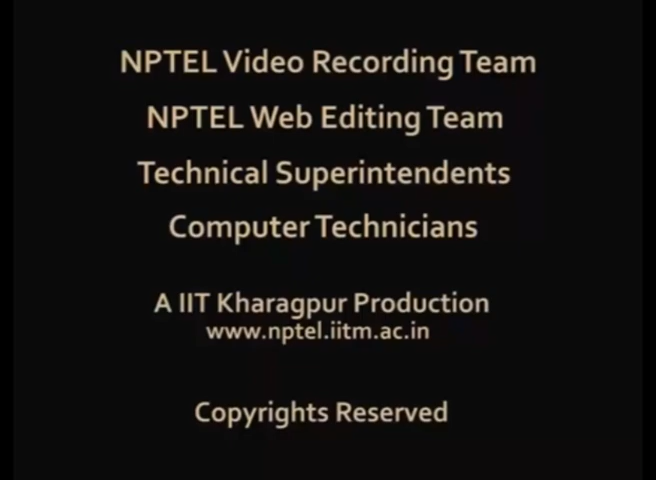 NPTEL Video Recording Team
NPTEL Web Editing Team
Technical Superintendents
Computer Technicians
A IIT Kharagpur Production
www.nptel.iitm.ac.in
Copyrights Reserved